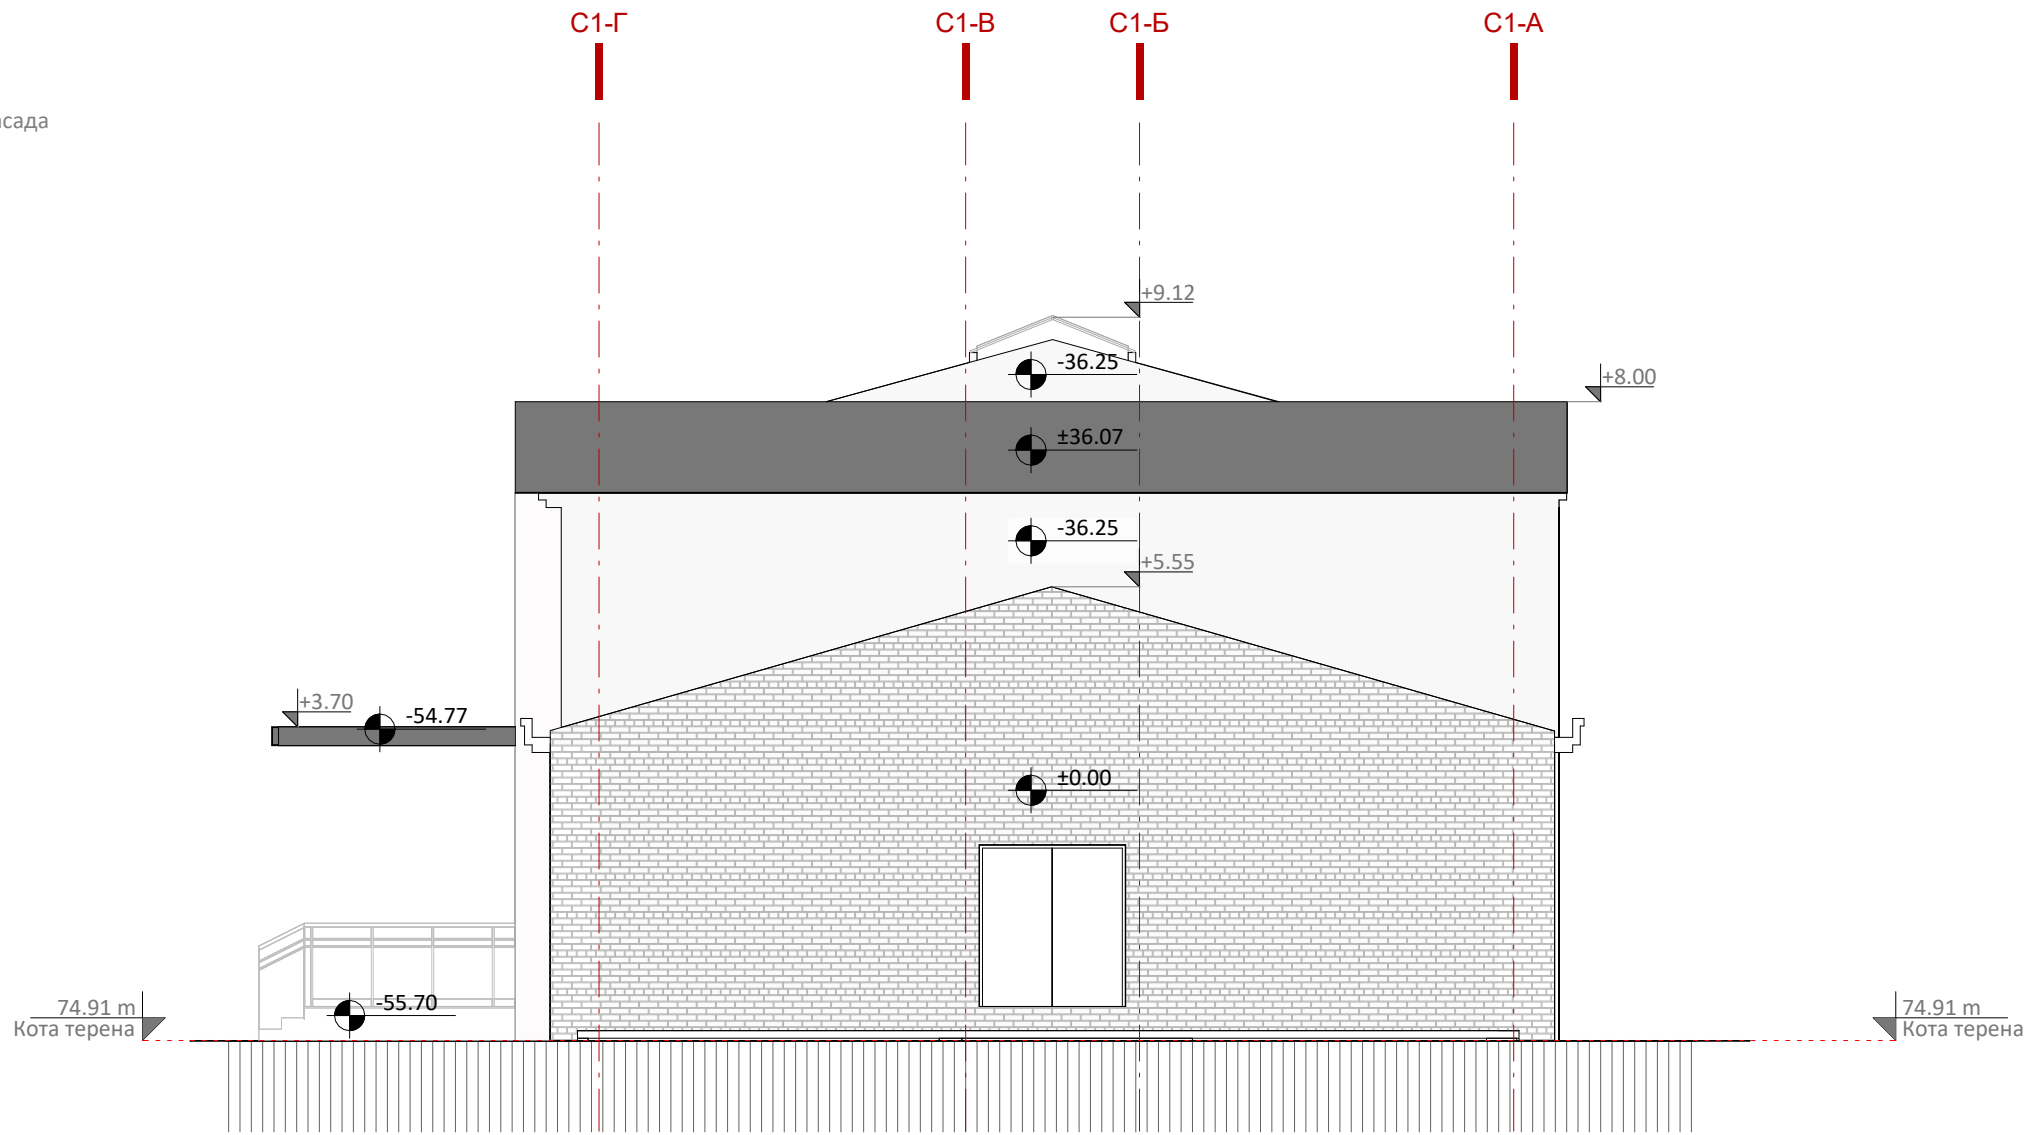 С1-Г
С1-В
С1-Б
С1-А
сада
+9.12
-36.25
+8.00
±36.07
-36.25
+5.55
+3.70
-54.77
±0.00
-55.70
74.91 m
Кота терена
74.91 m
Кота терена